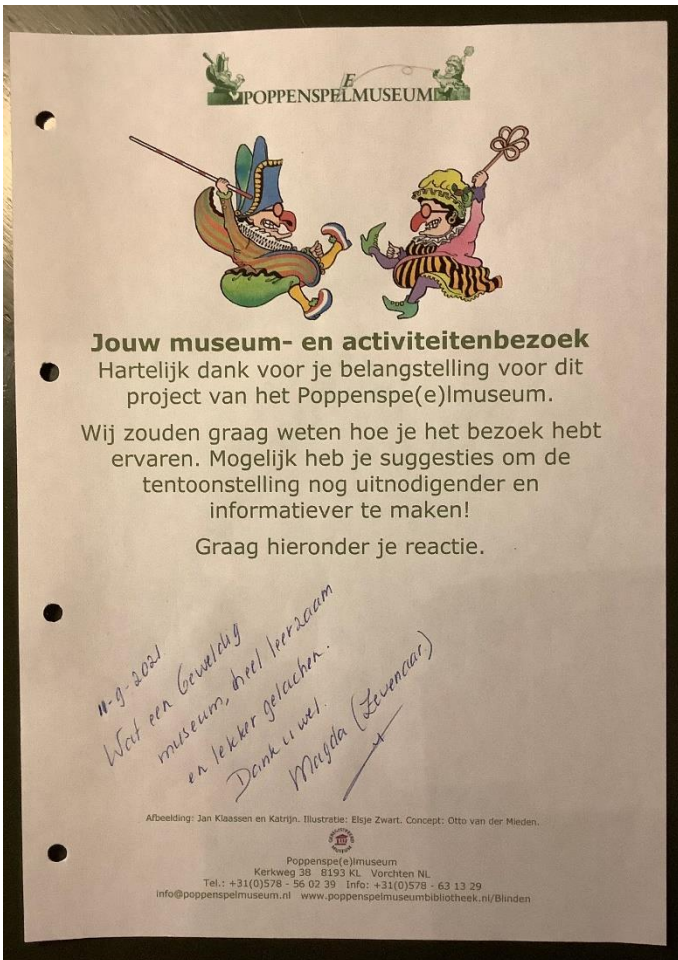 POPPENSPELMUSEUM
E
Jouw museum- en activiteitenbezoek
Hartelijk dank voor je belangstelling voor dit
project van het Poppenspe(e)lmuseum.
Wij zouden graag weten hoe je het bezoek hebt
ervaren. Mogelijk heb je suggesties om de
tentoonstelling nog uitnodigender en
informatiever te maken!
Graag hieronder je reactie.
11-9-2021
Wat een Geweldig
museum, heel leerzaam
en lekker gelachen.
Dank u wel.
Magda (Zevenaar)
Afbeelding: Jan Klaassen en Katrijn. Illustratie: Elsje Zwart. Concept: Otto van der Mieden.
GEREGISTREERD MUSEUM
Poppenspe(e)lmuseum
Kerkweg 38 8193 KL Vorchten NL
Tel.: +31(0)578 - 56 02 39 Info: +31(0)578 - 63 13 29
info@poppenspelmuseum.nl www.poppenspelmuseumbibliotheek.nl/Blinden